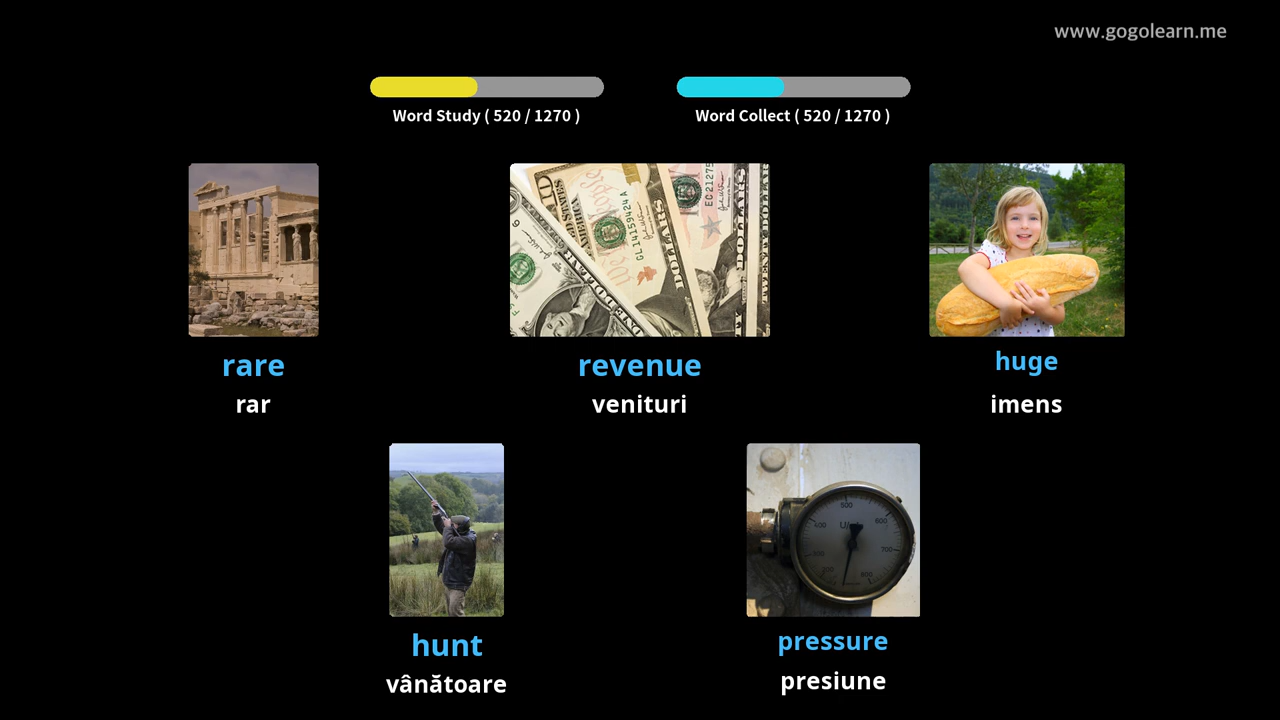 www.gogolearn.me
Word Study ( 520 / 1270 )
Word Collect ( 520 / 1270 )
rare
rar
revenue
venituri
huge
imens
hunt
vânătoare
pressure
presiune